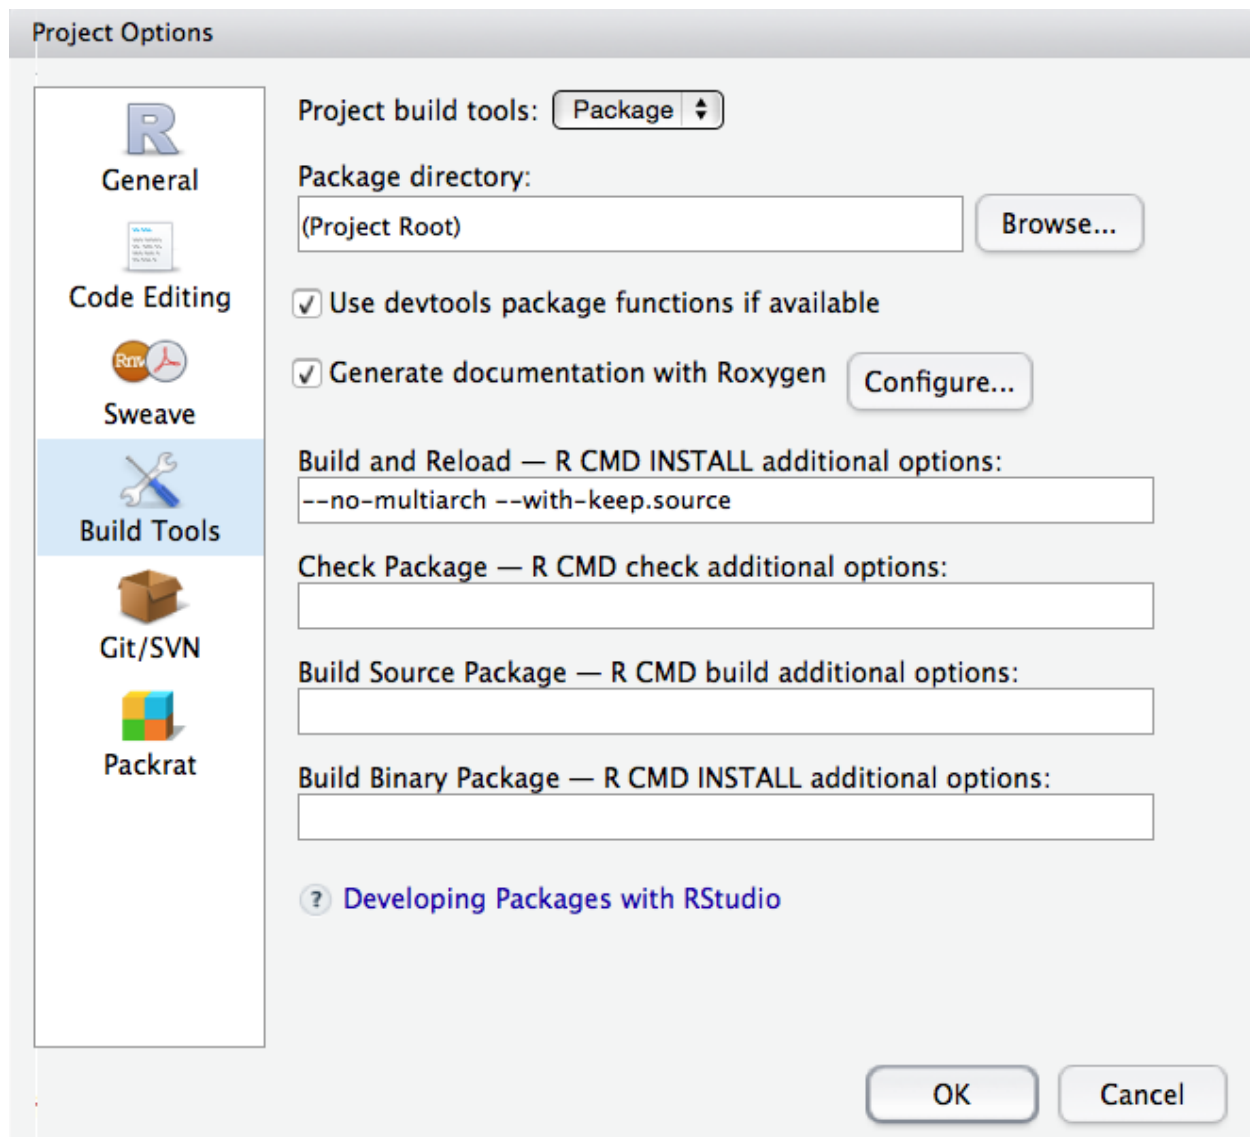 Project Options
R
General
Code Editing
Rnw
Sweave
Build Tools
Git/SVN
Packrat
Project build tools: Package
Package directory:
(Project Root)
Browse...
Use devtools package functions if available
Generate documentation with Roxygen
Configure...
Build and Reload — R CMD INSTALL additional options:
--no-multiarch --with-keep.source
Check Package — R CMD check additional options:
Build Source Package — R CMD build additional options:
Build Binary Package — R CMD INSTALL additional options:
? Developing Packages with RStudio
OK
Cancel